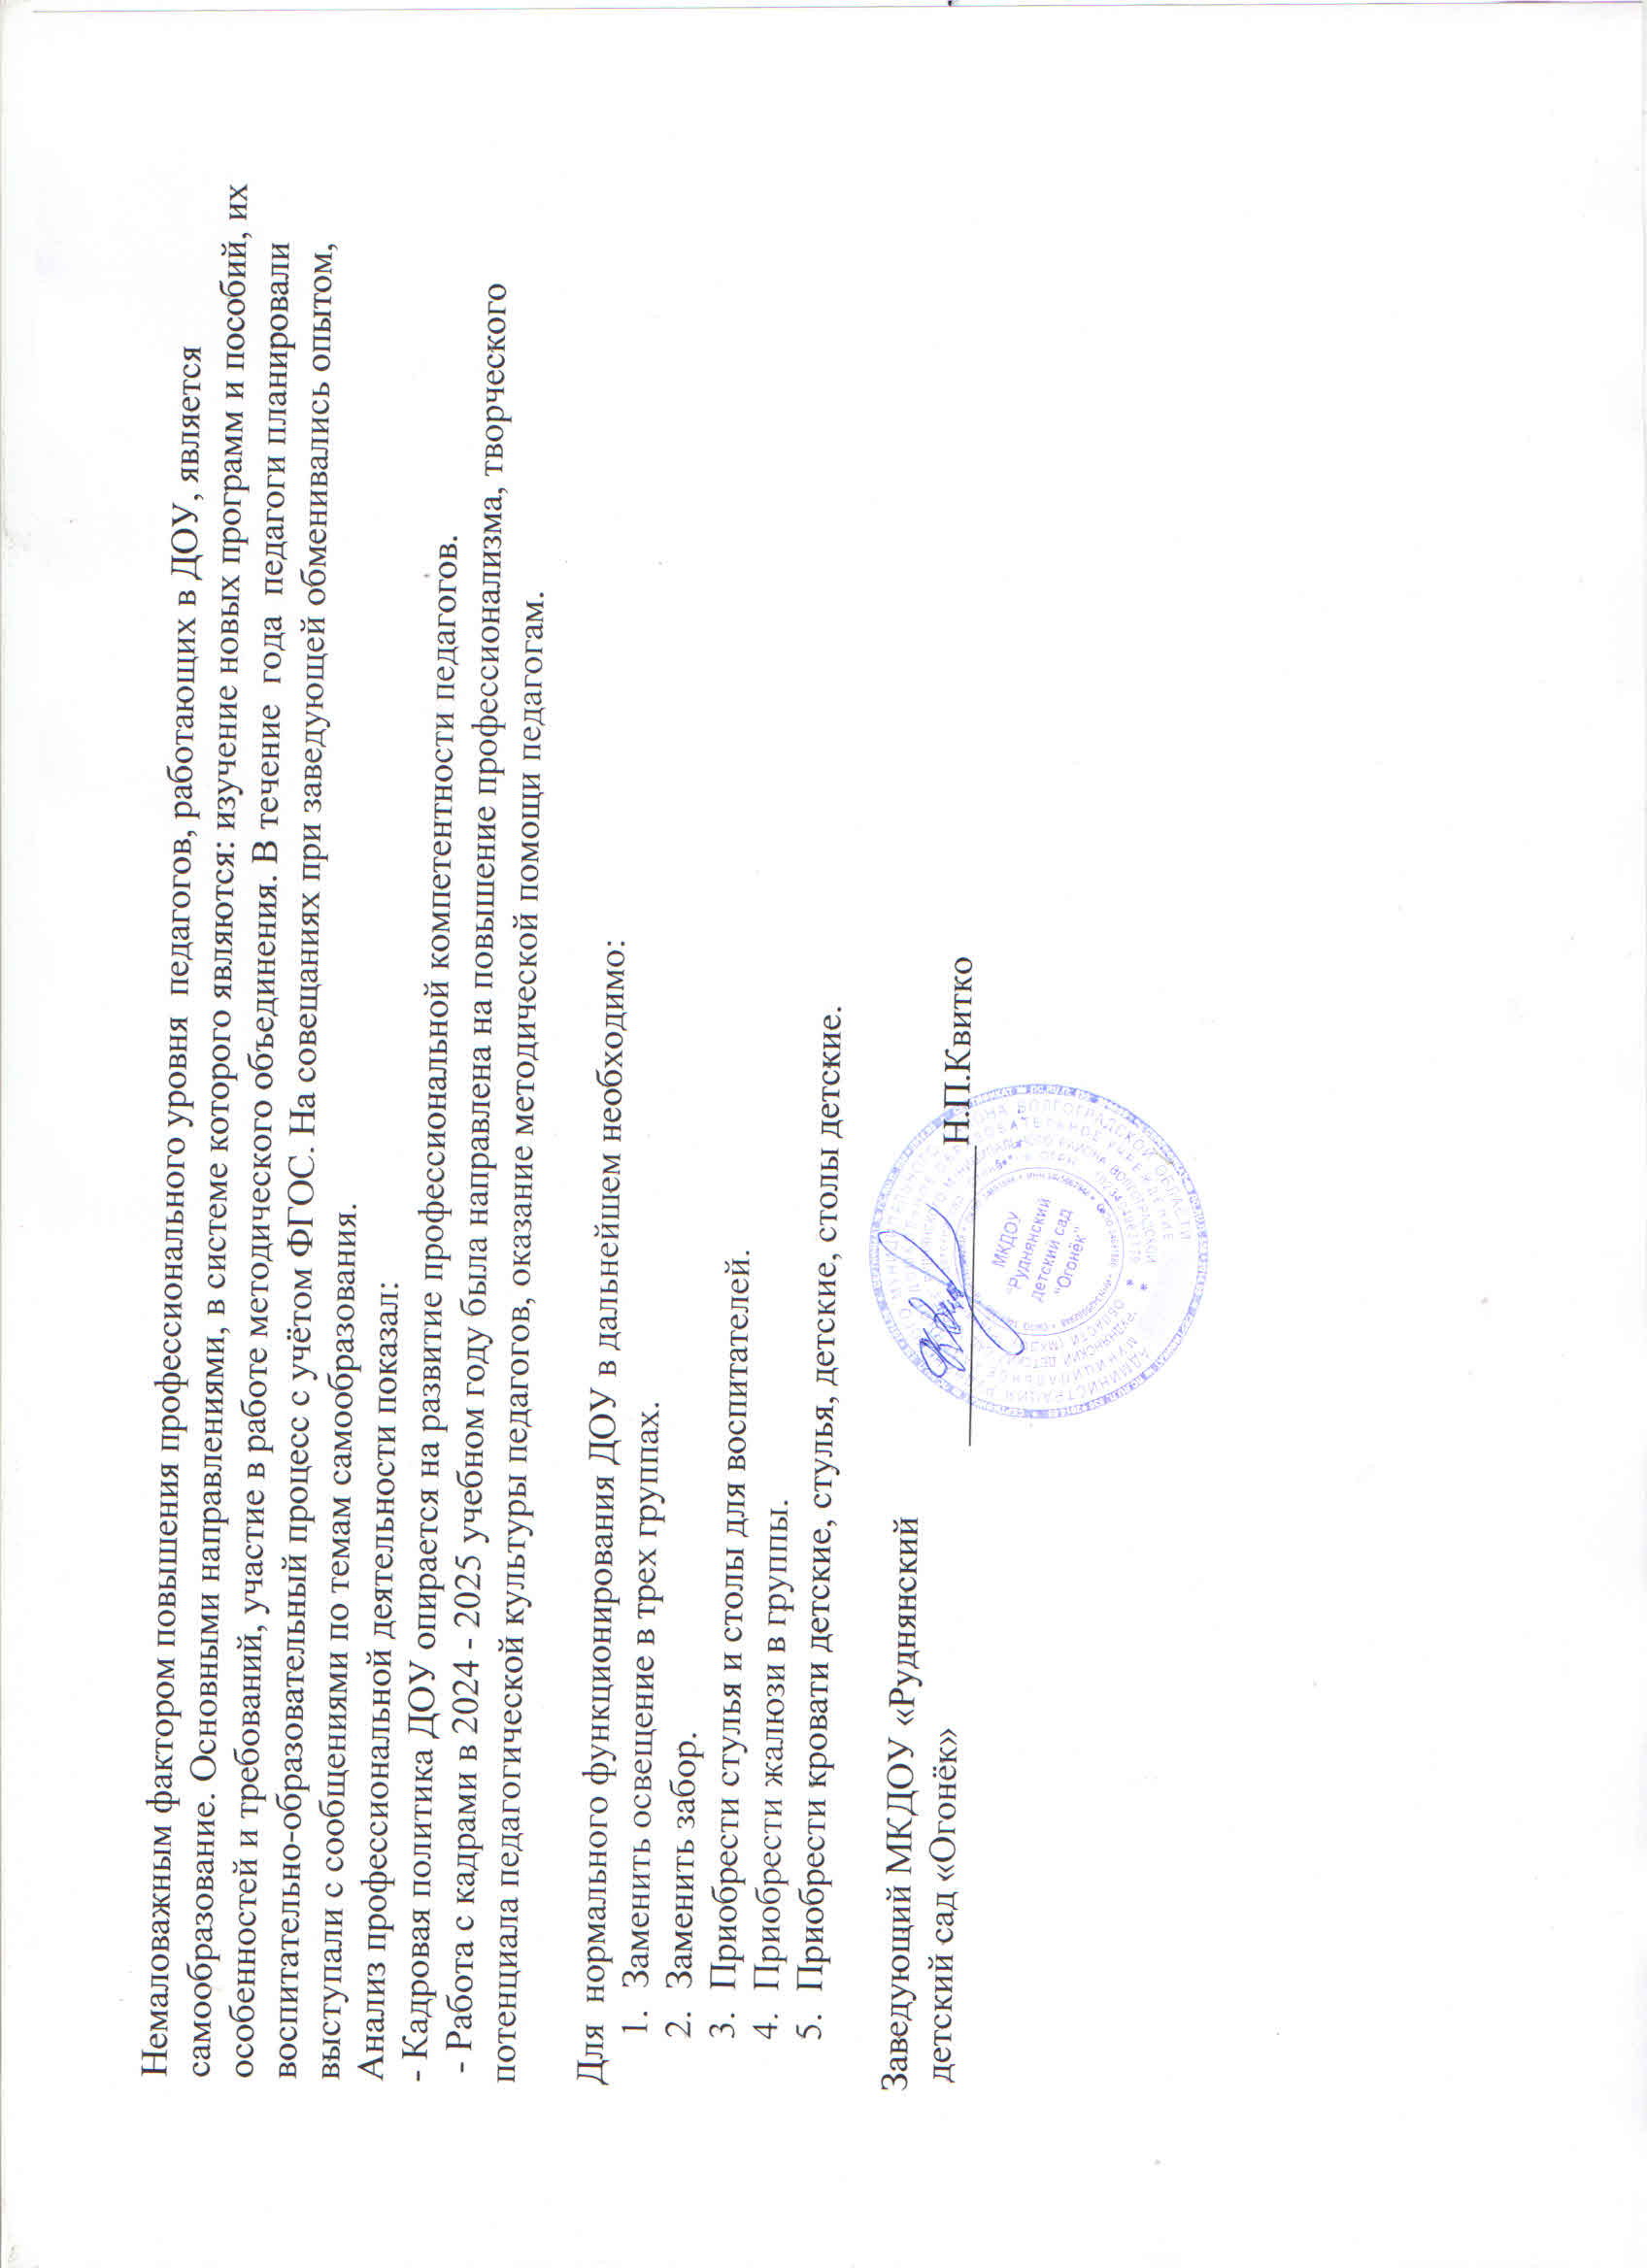 Немаловажным фактором повышения профессионального уровня педагогов, работающих в ДОУ, является
самообразование. Основными направлениями, в системе которого являются: изучение новых программ и пособий, их
особенностей и требований, участие в работе методического объединения. В течение года педагоги планировали
воспитательно-образовательный процесс с учётом ФГОС. На совещаниях при заведующей обменивались опытом,
выступали с сообщениями по темам самообразования.
Анализ профессиональной деятельности показал:
- Кадровая политика ДОУ опирается на развитие профессиональной компетентности педагогов.
- Работа с кадрами в 2024 - 2025 учебном году была направлена на повышение профессионализма, творческого
потенциала педагогической культуры педагогов, оказание методической помощи педагогам.
Для нормального функционирования ДОУ в дальнейшем необходимо:
1. Заменить освещение в трех группах.
2. Заменить забор.
3. Приобрести стулья и столы для воспитателей.
4. Приобрести жалюзи в группы.
5. Приобрести кровати детские, стулья, детские, столы детские.
Заведующий МКДОУ «Руднянский
детский сад «Огонёк»
Н.П.Квитко
МКДОУ
"Руднянский
детский сад
"Огонёк"